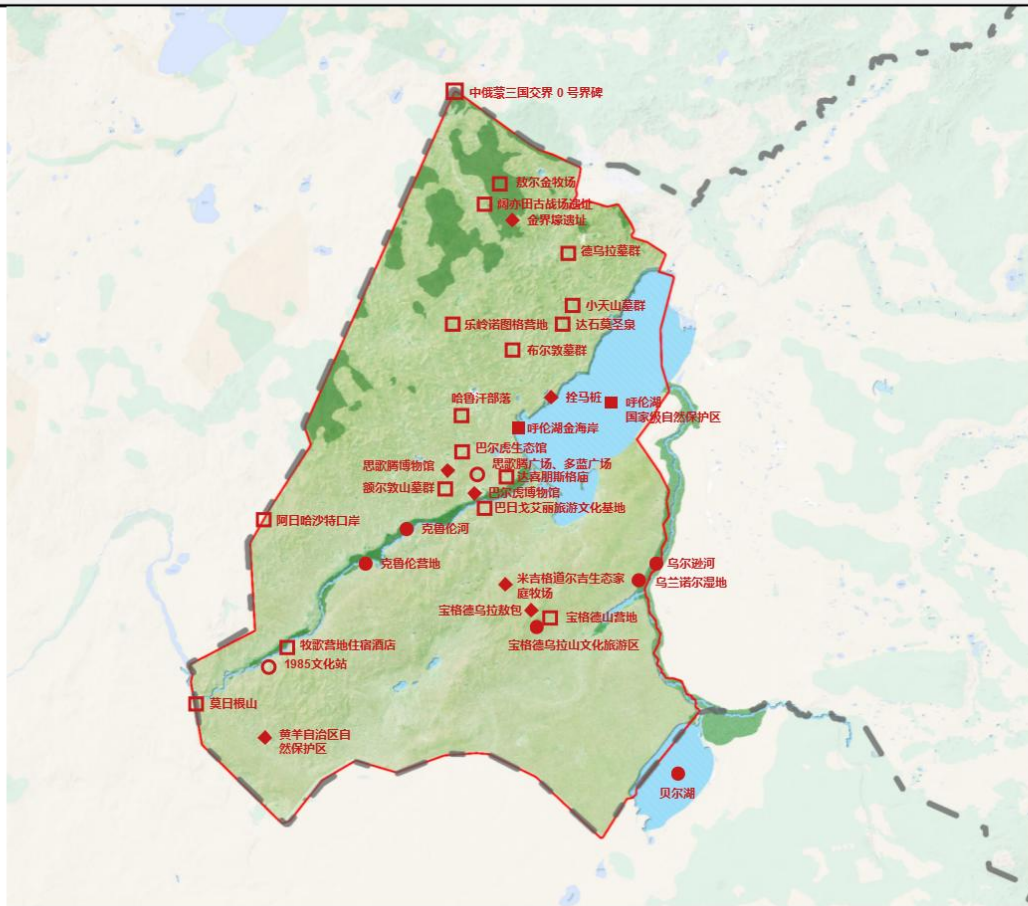 中俄蒙三国交界 0 号界碑
敖尔金牧场
阔亦田古战场遗址
金界壕遗址
德乌拉墓群
小天山墓群
乐岭诺图格营地
达石莫圣泉
布尔敦墓群
哈鲁汗部落
拴马桩
呼伦湖
国家级自然保护区
呼伦湖金海岸
巴尔虎生态馆
思歌腾博物馆
思歌腾广场、多蓝广场
达喜朋斯格庙
额尔敦山墓群
巴尔虎博物馆
巴日戈艾丽旅游文化基地
阿日哈沙特口岸
克鲁伦河
克鲁伦营地
乌尔逊河
米吉格道尔吉生态家
庭牧场
乌兰诺尔湿地
宝格德乌拉敖包
宝格德山营地
宝格德乌拉山文化旅游区
牧歌营地住宿酒店
1985文化站
莫日根山
黄羊自治区自
然保护区
贝尔湖